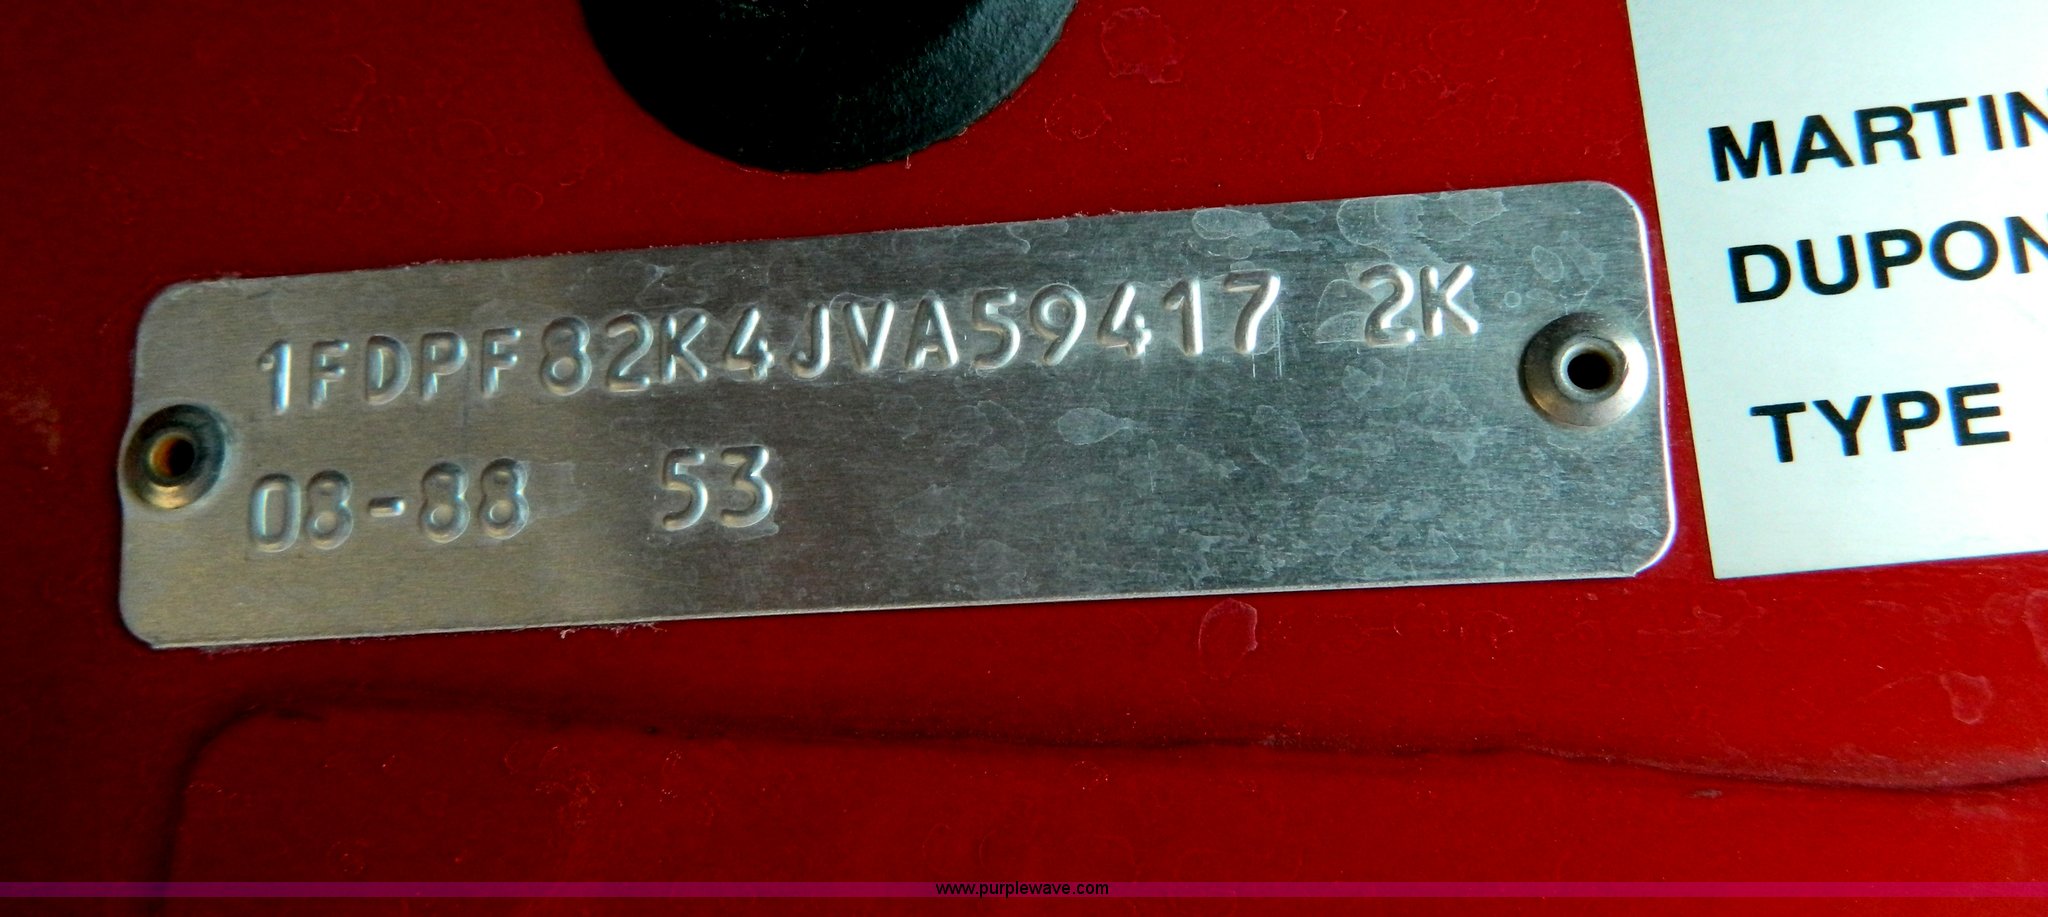 1FDPF82K4JVA59417 2K
08-88 53
MARTIN
DUPON
TYPE
www.purplewave.com